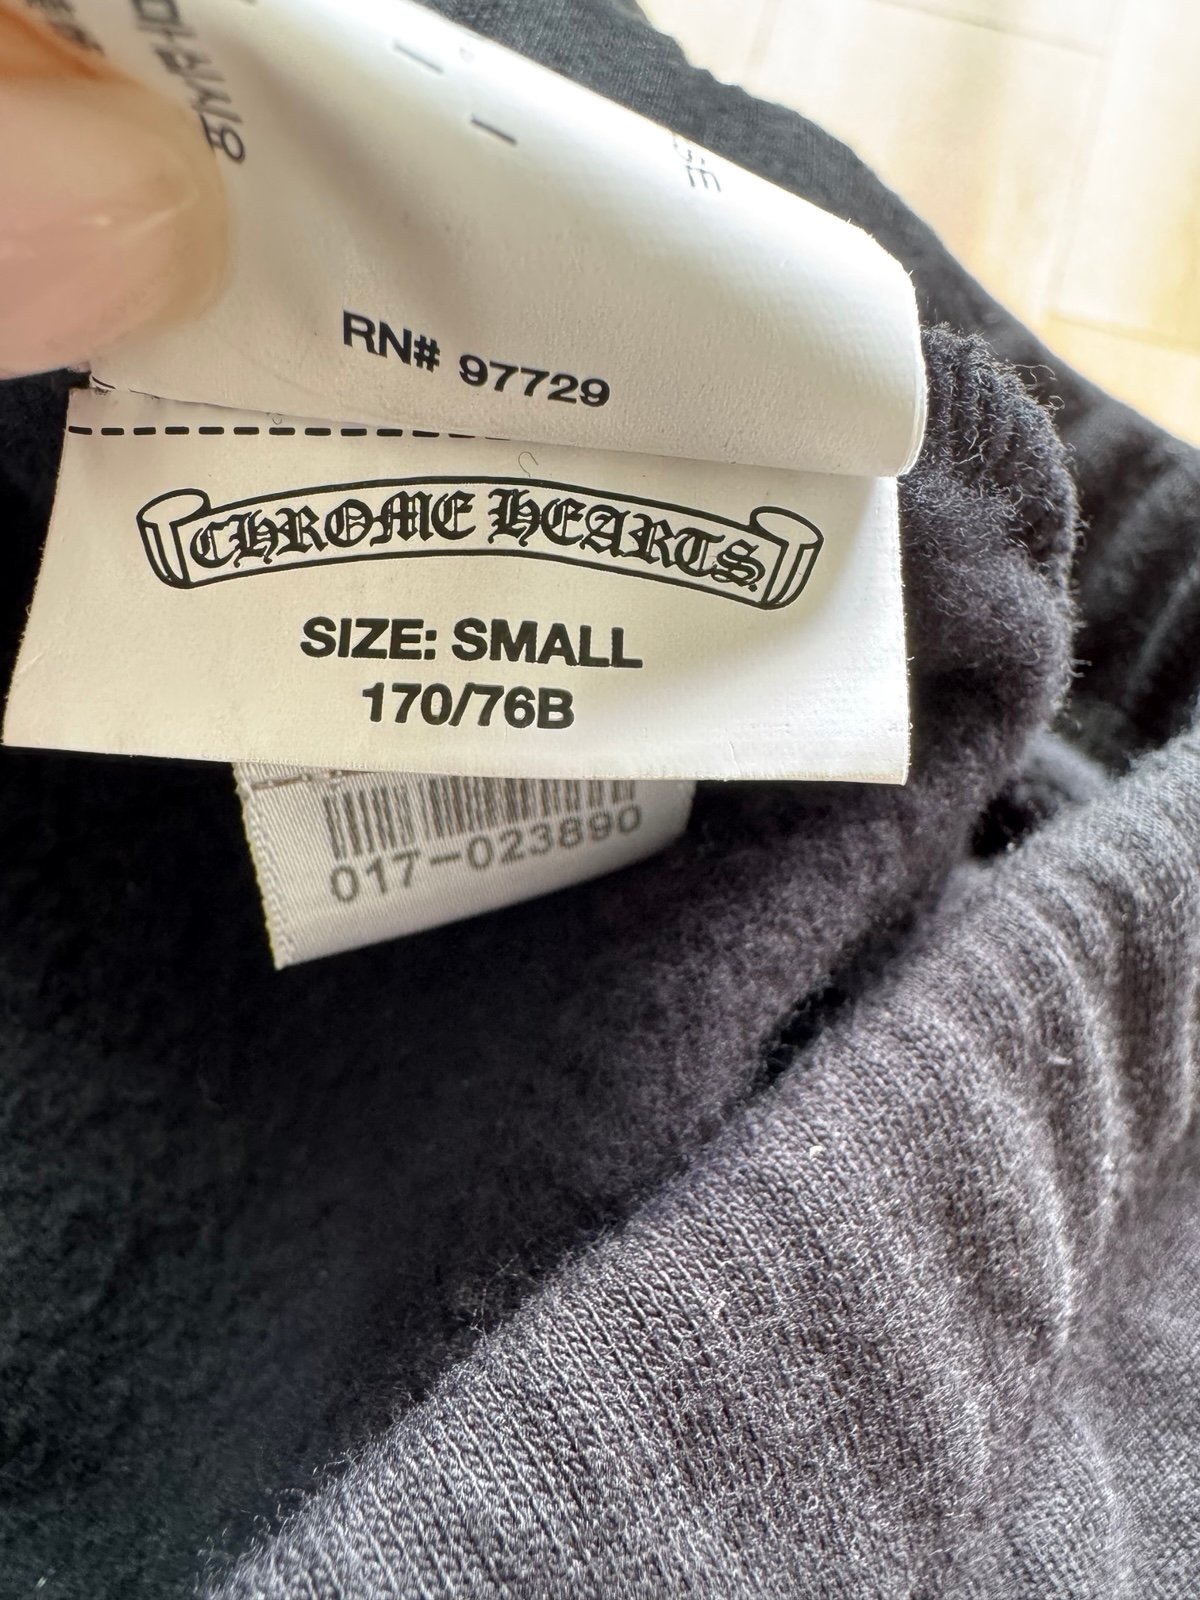 RN# 97729
CHROME HEARTS
SIZE: SMALL
170/76B
017-023890